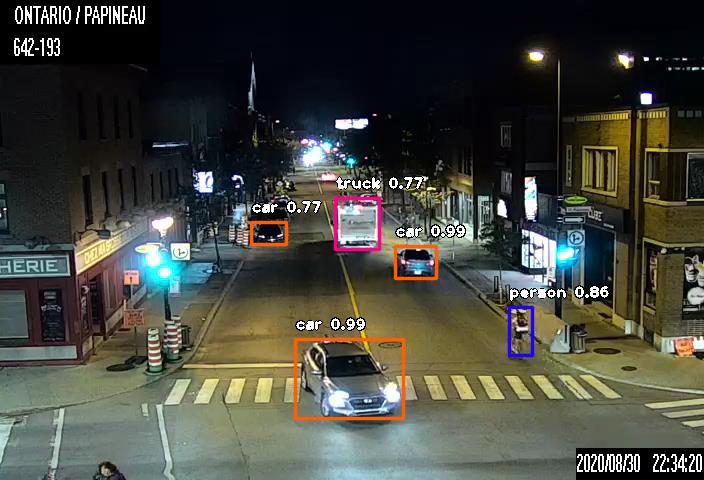 ONTARIO / PAPINEAU
642-193
truck 0.77
car 0.77
car 0.99
person 0.86
car 0.99
CHERIE
2020/08/30 22:34:20